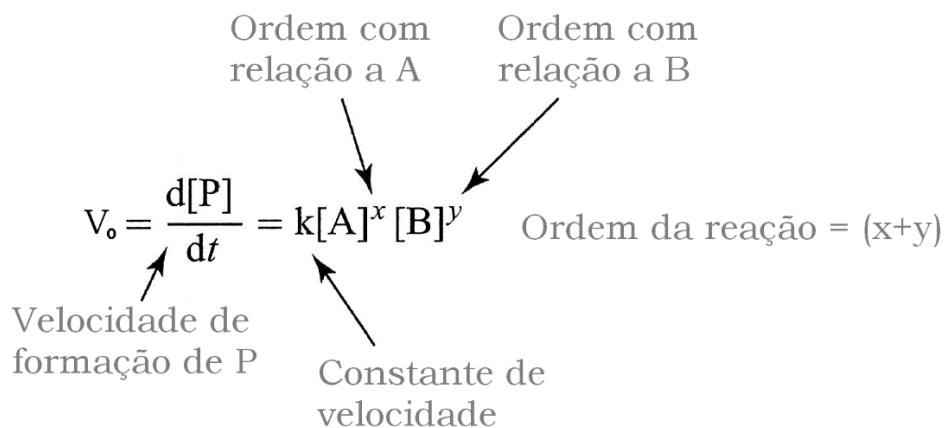 Ordem com
relação a A
Ordem com
relação a B
V₀ = d[P]/dt = k[A]ˣ [B]ʸ
Ordem da reação = (x+y)
Velocidade de
formação de P
Constante de
velocidade